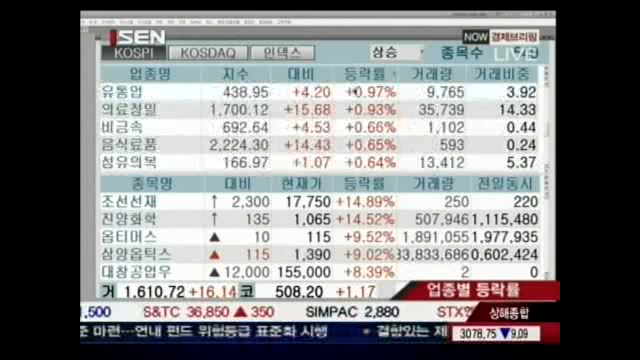 SEN
NOW 경제브리핑
LIVE
KOSPI KOSDAQ 인덱스 상승 종목수 549
업종명 지수 대비 등락률 거래량 거래비중
유통업 438.95 +4.20 +0.97% 9,765 3.92
의료정밀 1,700.12 +15.68 +0.93% 35,739 14.33
비금속 692.64 +4.53 +0.66% 1,102 0.44
음식료품 2,224.30 +14.43 +0.65% 593 0.24
섬유의복 166.97 +1.07 +0.64% 13,412 5.37
종목명 대비 현재가 등락률 거래량 전일동시
조선선재 ↑ 2,300 17,750 +14.89% 250 220
진양화학 ↑ 135 1,065 +14.52% 507,946 1,115,480
옵티머스 ▲ 10 115 +9.52% 1,891,055 1,977,935
삼양옵틱스 ▲ 115 1,390 +9.02% 33,833,686 0,602,424
대창공업우 ▲ 12,000 155,000 +8.39% 2 0
거 1,610.72 +16.14 코 508.20 +1.17
업종별 등락률
1,500 S&TC 36,850 ▲ 350 SIMPAC 2,880 STX
상해종합
준 마련…연내 펀드 위험등급 표준화 시행 • 결함있는 제
3078.75 ▼9.09